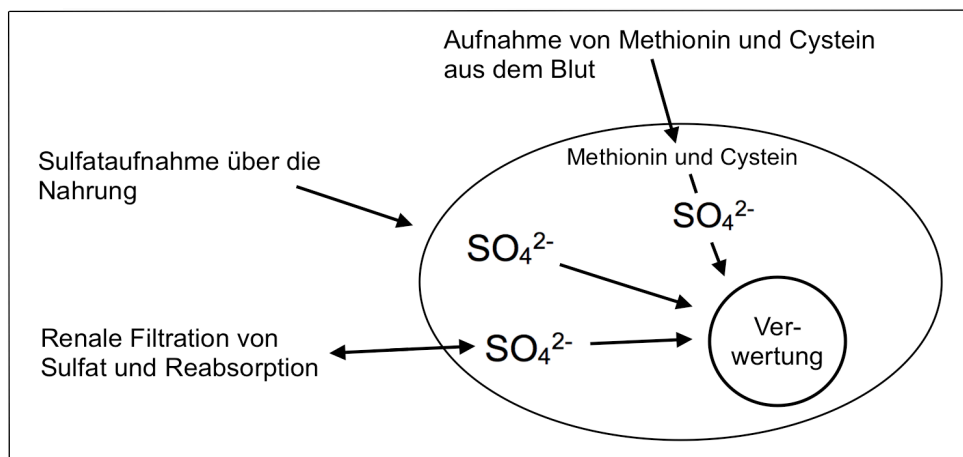 Aufnahme von Methionin und Cystein
aus dem Blut
Sulfataufnahme über die
Nahrung
Methionin und Cystein
SO₄²⁻
SO₄²⁻
Renale Filtration von
Sulfat und Reabsorption
SO₄²⁻
Ver-
wertung